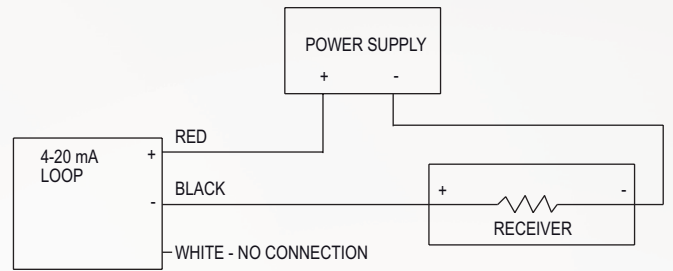 POWER SUPPLY
+ -
RED
4-20 mA
LOOP
+
BLACK
-
+ -
RECEIVER
WHITE - NO CONNECTION